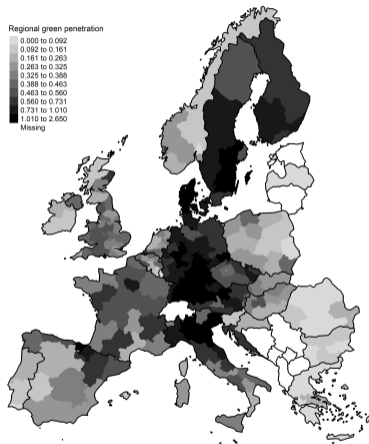 Regional green penetration
0.000 to 0.092
0.092 to 0.161
0.161 to 0.263
0.263 to 0.325
0.325 to 0.388
0.388 to 0.463
0.463 to 0.560
0.560 to 0.731
0.731 to 1.010
1.010 to 2.650
Missing